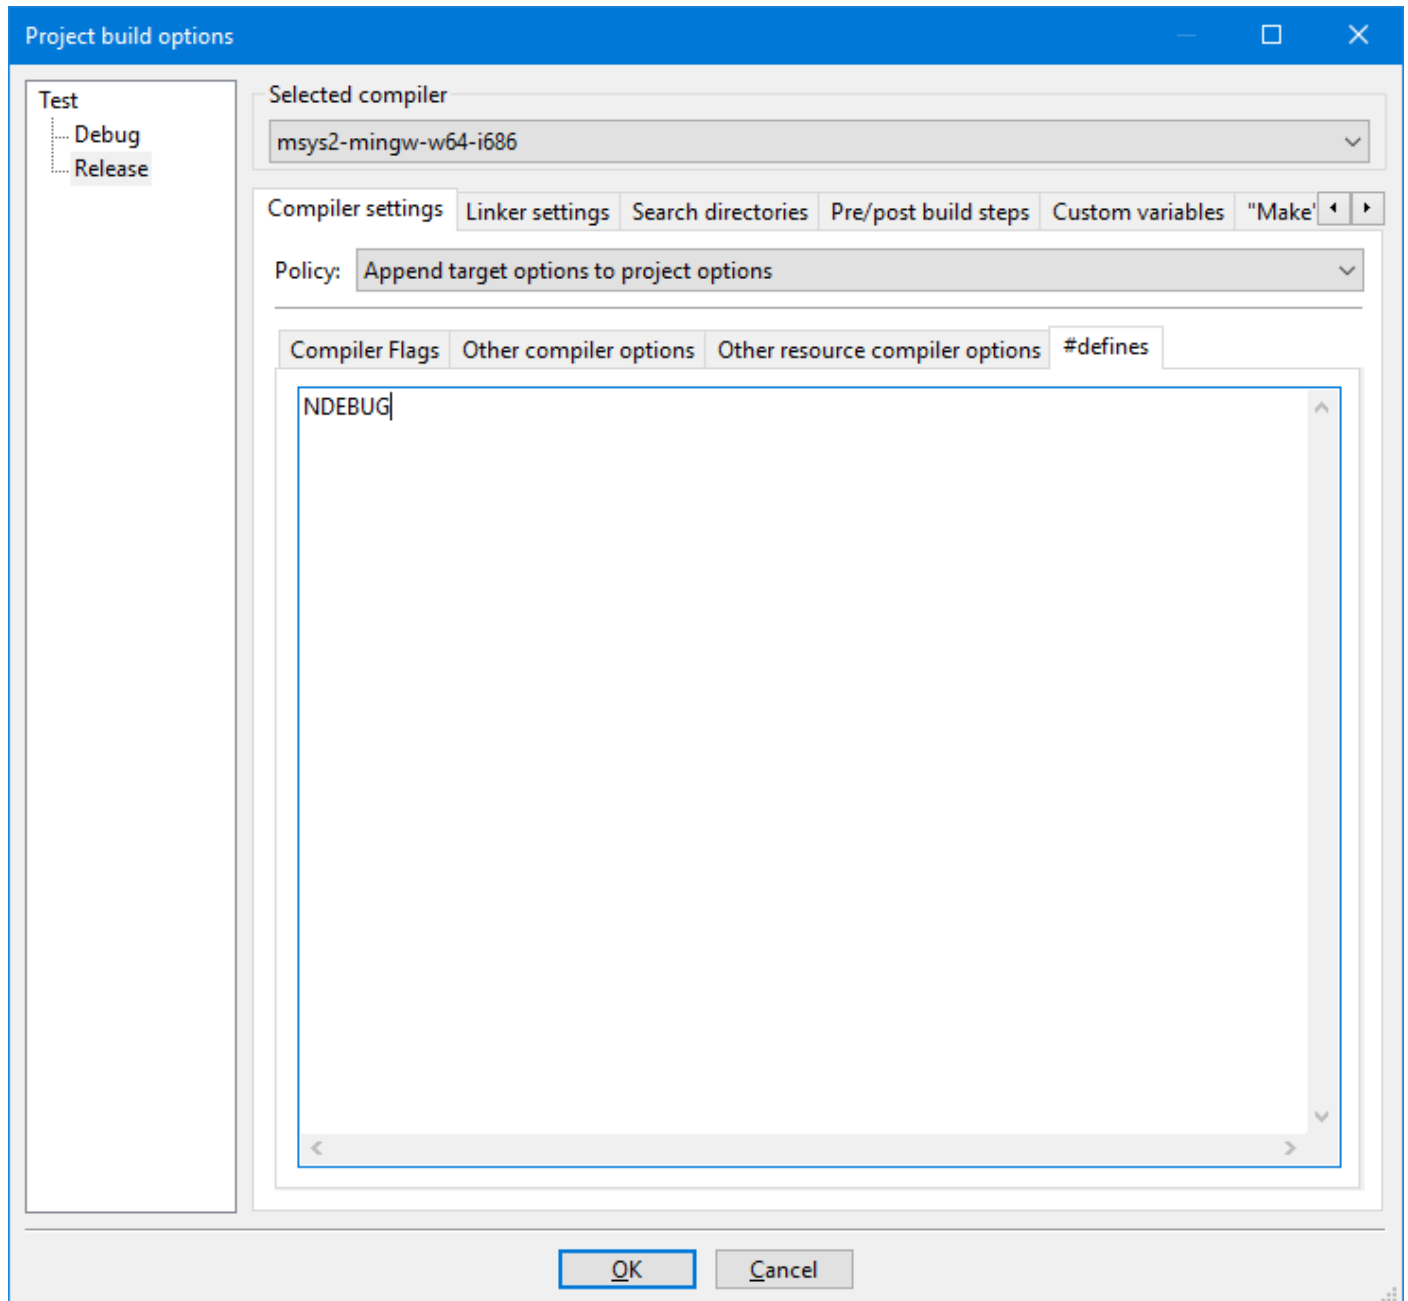 Project build options
Test
Debug
Release
Selected compiler
msys2-mingw-w64-i686
Compiler settings Linker settings Search directories Pre/post build steps Custom variables "Make"
Policy: Append target options to project options
Compiler Flags Other compiler options Other resource compiler options #defines
NDEBUG
OK Cancel